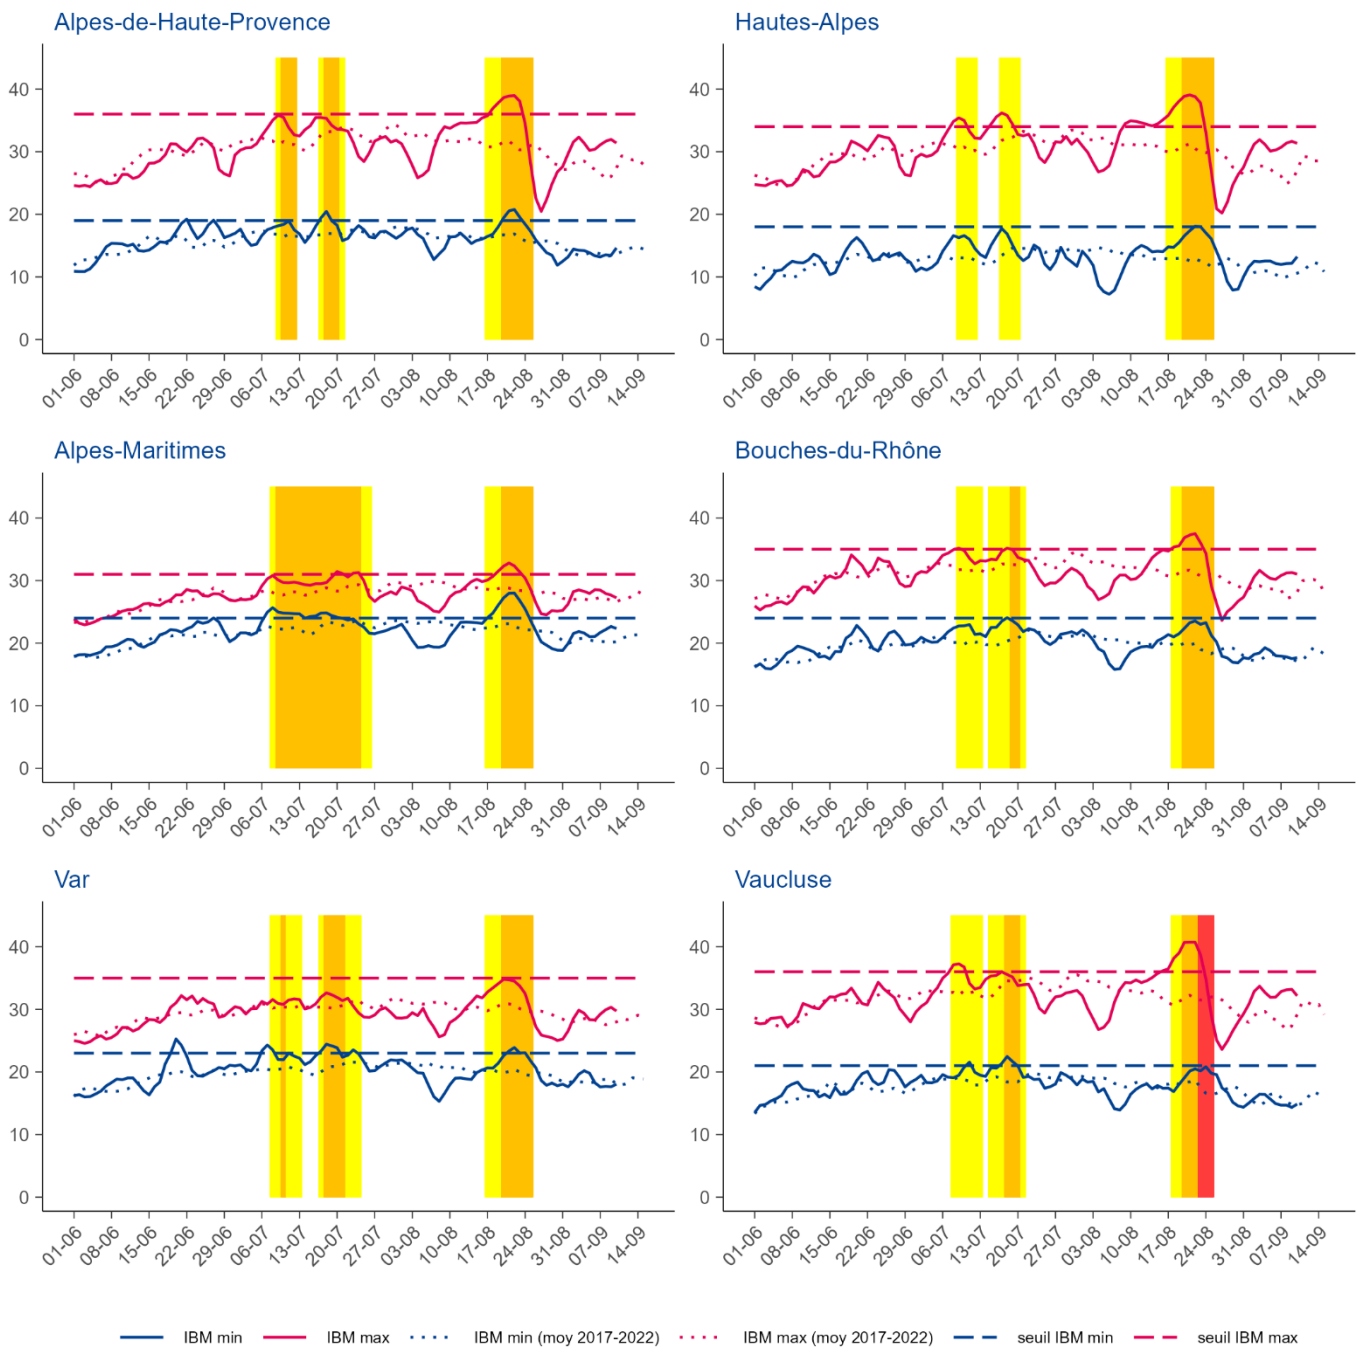 Alpes-de-Haute-Provence
40
30
20
10
0
01-06 08-06 15-06 22-06 29-06 06-07 13-07 20-07 27-07 03-08 10-08 17-08 24-08 31-08 07-09 14-09
Hautes-Alpes
40
30
20
10
0
01-06 08-06 15-06 22-06 29-06 06-07 13-07 20-07 27-07 03-08 10-08 17-08 24-08 31-08 07-09 14-09
Alpes-Maritimes
40
30
20
10
0
01-06 08-06 15-06 22-06 29-06 06-07 13-07 20-07 27-07 03-08 10-08 17-08 24-08 31-08 07-09 14-09
Bouches-du-Rhône
40
30
20
10
0
01-06 08-06 15-06 22-06 29-06 06-07 13-07 20-07 27-07 03-08 10-08 17-08 24-08 31-08 07-09 14-09
Var
40
30
20
10
0
01-06 08-06 15-06 22-06 29-06 06-07 13-07 20-07 27-07 03-08 10-08 17-08 24-08 31-08 07-09 14-09
Vaucluse
40
30
20
10
0
01-06 08-06 15-06 22-06 29-06 06-07 13-07 20-07 27-07 03-08 10-08 17-08 24-08 31-08 07-09 14-09
IBM min IBM max IBM min (moy 2017-2022) IBM max (moy 2017-2022) seuil IBM min seuil IBM max